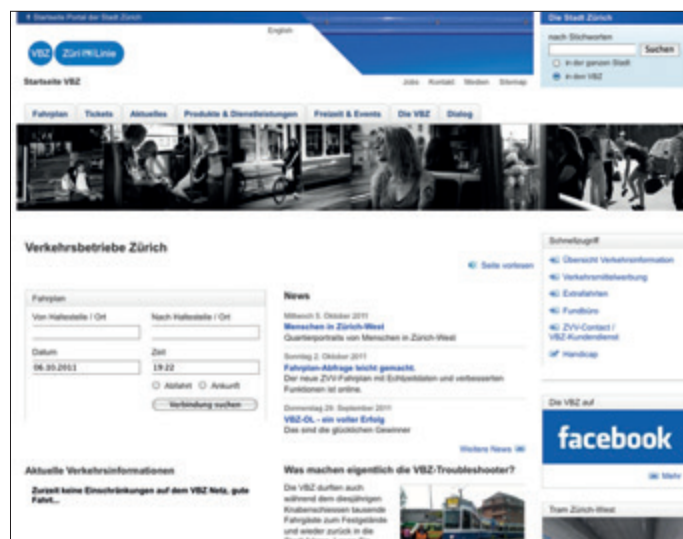 Startseite Portal der Stadt Zürich
English
VBZ Züri Linie
Startseite VBZ
Jobs Kontakt Medien Sitemap
Die Stadt Zürich
nach Stichworten
Suchen
in der ganzen Stadt
in den VBZ
Fahrplan Tickets Aktuelles Produkte & Dienstleistungen Freizeit & Events Die VBZ Dialog
Verkehrsbetriebe Zürich
Seite vorlesen
Fahrplan
Von Haltestelle / Ort Nach Haltestelle / Ort
Datum Zeit
06.10.2011 19:22
Abfahrt Ankunft
Verbindung suchen
Aktuelle Verkehrsinformationen
Zurzeit keine Einschränkungen auf dem VBZ Netz, gute
Fahrt...
News
Mittwoch 5. Oktober 2011
Menschen in Zürich-West
Quartierportraits von Menschen in Zürich-West
Sonntag 2. Oktober 2011
Fahrplan-Abfrage leicht gemacht.
Der neue ZVV-Fahrplan mit Echtzeitdaten und verbesserten
Funktionen ist online.
Donnerstag 29. September 2011
VBZ-OL - ein voller Erfolg
Das sind die glücklichen Gewinner
Weitere News
Was machen eigentlich die VBZ-Troubleshooter?
Die VBZ durften auch
während dem diesjährigen
Knabenschiessen tausende
Fahrgäste zum Festgelände
und wieder zurück in die
Schnellzugriff
Übersicht Verkehrsinformation
Verkehrsmittelwerbung
Extrafahrten
Fundbüro
ZVV-Contact /
VBZ-Kundendienst
Handicap
Die VBZ auf
facebook
Mehr
Tram Zürich-West